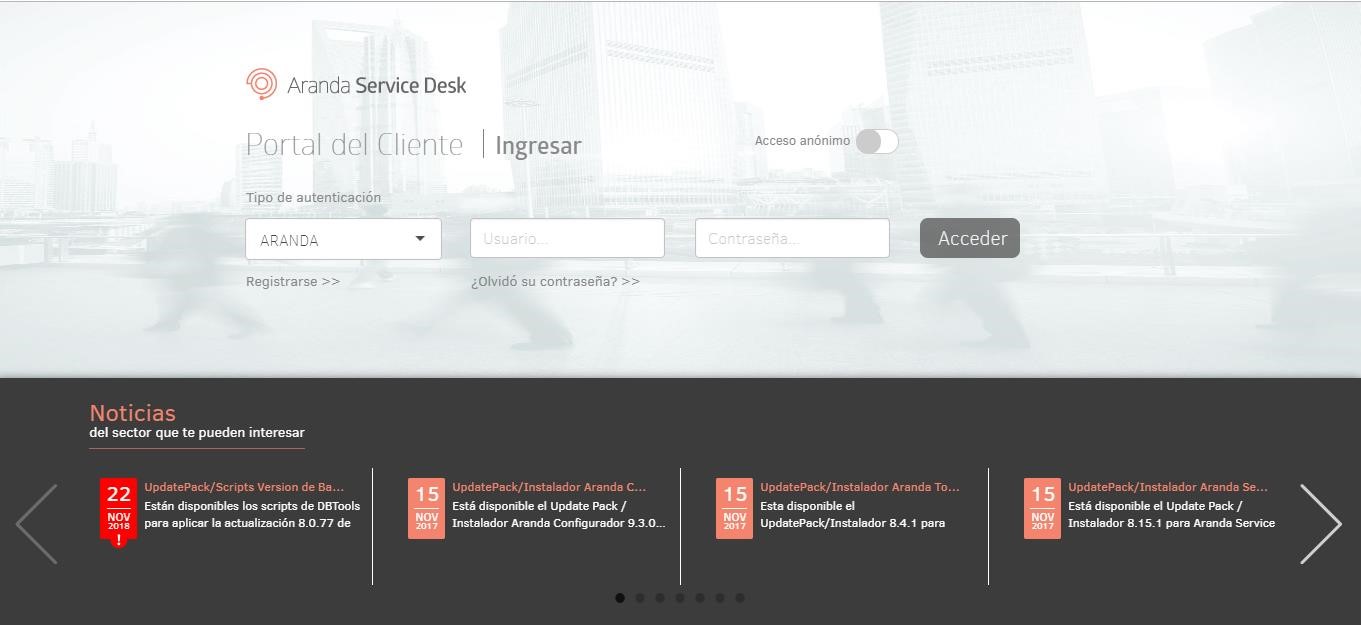 Aranda Service Desk
Portal del Cliente
Ingresar
Acceso anónimo
Tipo de autenticación
ARANDA
Usuario...
Contraseña...
Acceder
Registrarse >>
¿Olvidó su contraseña? >>
Noticias
del sector que te pueden interesar
22
NOV
2018
!
UpdatePack/Scripts Version de Ba...
Están disponibles los scripts de DBTools
para aplicar la actualización 8.0.77 de
15
NOV
2017
UpdatePack/Instalador Aranda C...
Está disponible el Update Pack /
Instalador Aranda Configurador 9.3.0...
15
NOV
2017
UpdatePack/Instalador Aranda To...
Esta disponible el
UpdatePack/Instalador 8.4.1 para
15
NOV
2017
UpdatePack/Instalador Aranda Se...
Está disponible el Update Pack /
Instalador 8.15.1 para Aranda Service